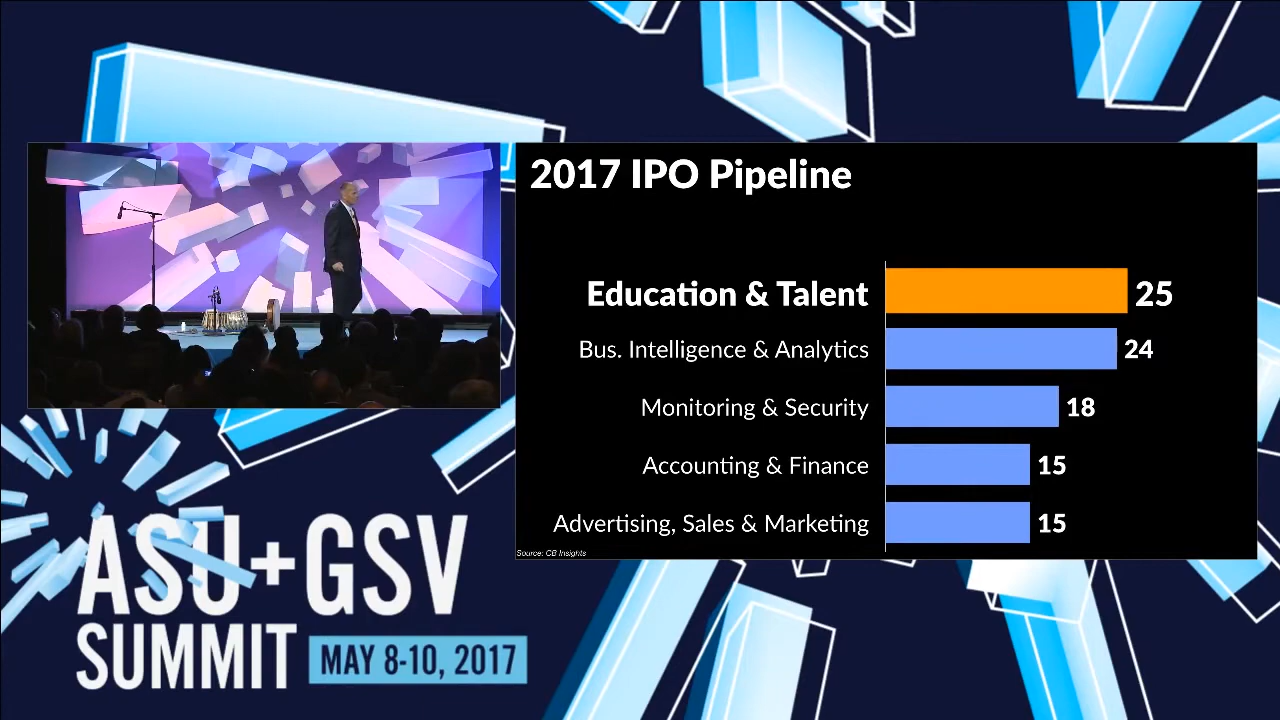 2017 IPO Pipeline
Education & Talent 25
Bus. Intelligence & Analytics 24
Monitoring & Security 18
Accounting & Finance 15
Advertising, Sales & Marketing 15
Source: CB Insights
ASU+GSV
SUMMIT MAY 8-10, 2017